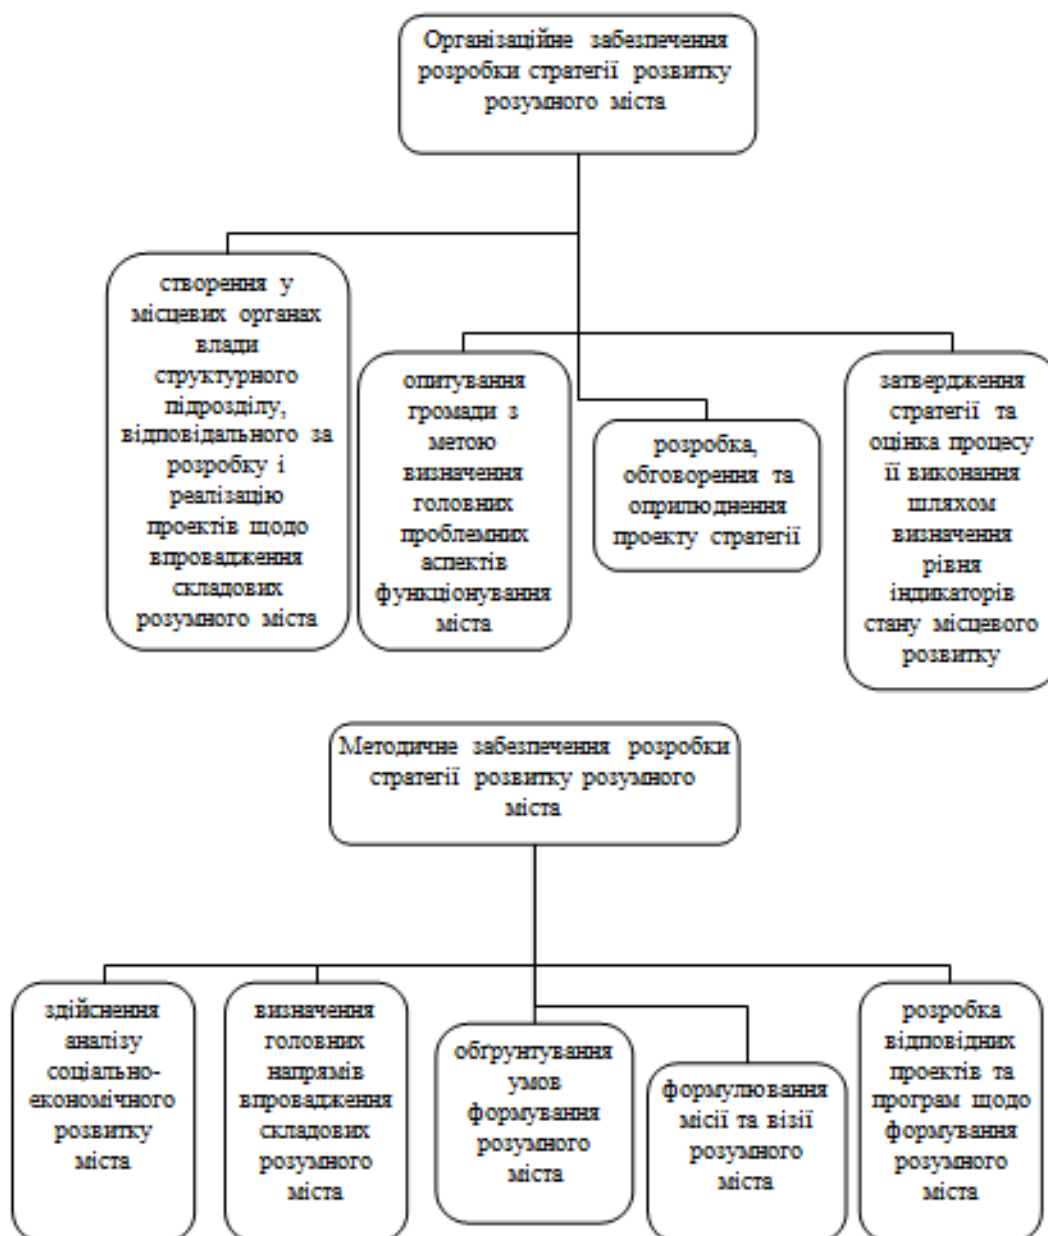 Організаційне забезпечення
розробки стратегії розвитку
розумного міста
створення у
місцевих органах
влади
структурного
підрозділу,
відповідального за
розробку і
реалізацію
проектів щодо
впровадження
складових
розумного міста
опитування
громади з
метою
визначення
головних
проблемних
аспектів
функціонування
міста
розробка,
обговорення та
оприлюднення
проекту стратегії
затвердження
стратегії та
оцінка процесу
її виконання
шляхом
визначення
рівня
індикаторів
стану місцевого
розвитку
Методичне забезпечення розробки
стратегії розвитку розумного
міста
здійснення
аналізу
соціально-
економічного
розвитку
міста
визначення
головних
напрямів
впровадження
складових
розумного
міста
обґрунтування
умов
формування
розумного
міста
формулювання
місії та візії
розумного
міста
розробка
відповідних
проектів та
програм щодо
формування
розумного
міста